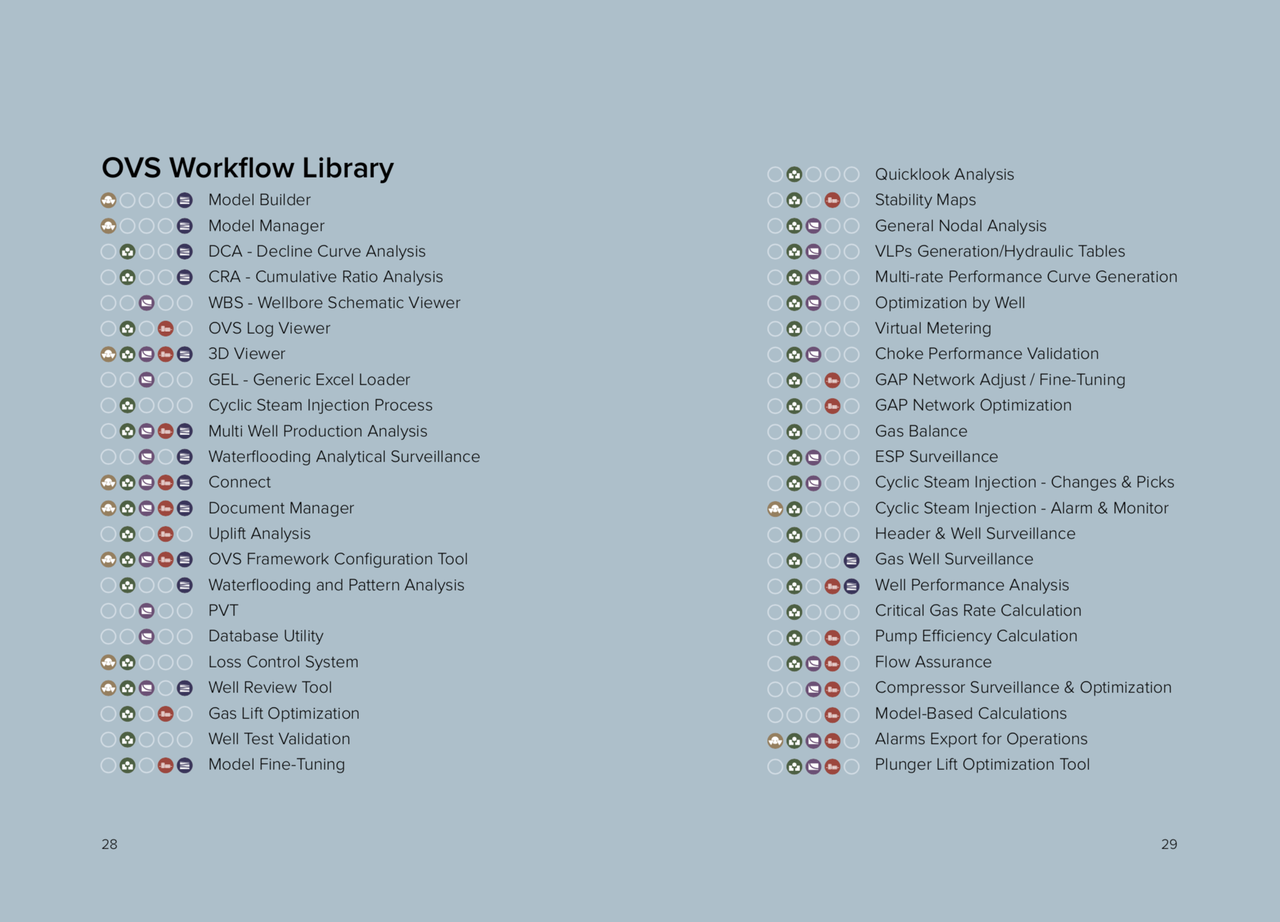 OVS Workflow Library
Model Builder
Model Manager
DCA - Decline Curve Analysis
CRA - Cumulative Ratio Analysis
WBS - Wellbore Schematic Viewer
OVS Log Viewer
3D Viewer
GEL - Generic Excel Loader
Cyclic Steam Injection Process
Multi Well Production Analysis
Waterflooding Analytical Surveillance
Connect
Document Manager
Uplift Analysis
OVS Framework Configuration Tool
Waterflooding and Pattern Analysis
PVT
Database Utility
Loss Control System
Well Review Tool
Gas Lift Optimization
Well Test Validation
Model Fine-Tuning
28
Quicklook Analysis
Stability Maps
General Nodal Analysis
VLPs Generation/Hydraulic Tables
Multi-rate Performance Curve Generation
Optimization by Well
Virtual Metering
Choke Performance Validation
GAP Network Adjust / Fine-Tuning
GAP Network Optimization
Gas Balance
ESP Surveillance
Cyclic Steam Injection - Changes & Picks
Cyclic Steam Injection - Alarm & Monitor
Header & Well Surveillance
Gas Well Surveillance
Well Performance Analysis
Critical Gas Rate Calculation
Pump Efficiency Calculation
Flow Assurance
Compressor Surveillance & Optimization
Model-Based Calculations
Alarms Export for Operations
Plunger Lift Optimization Tool
29